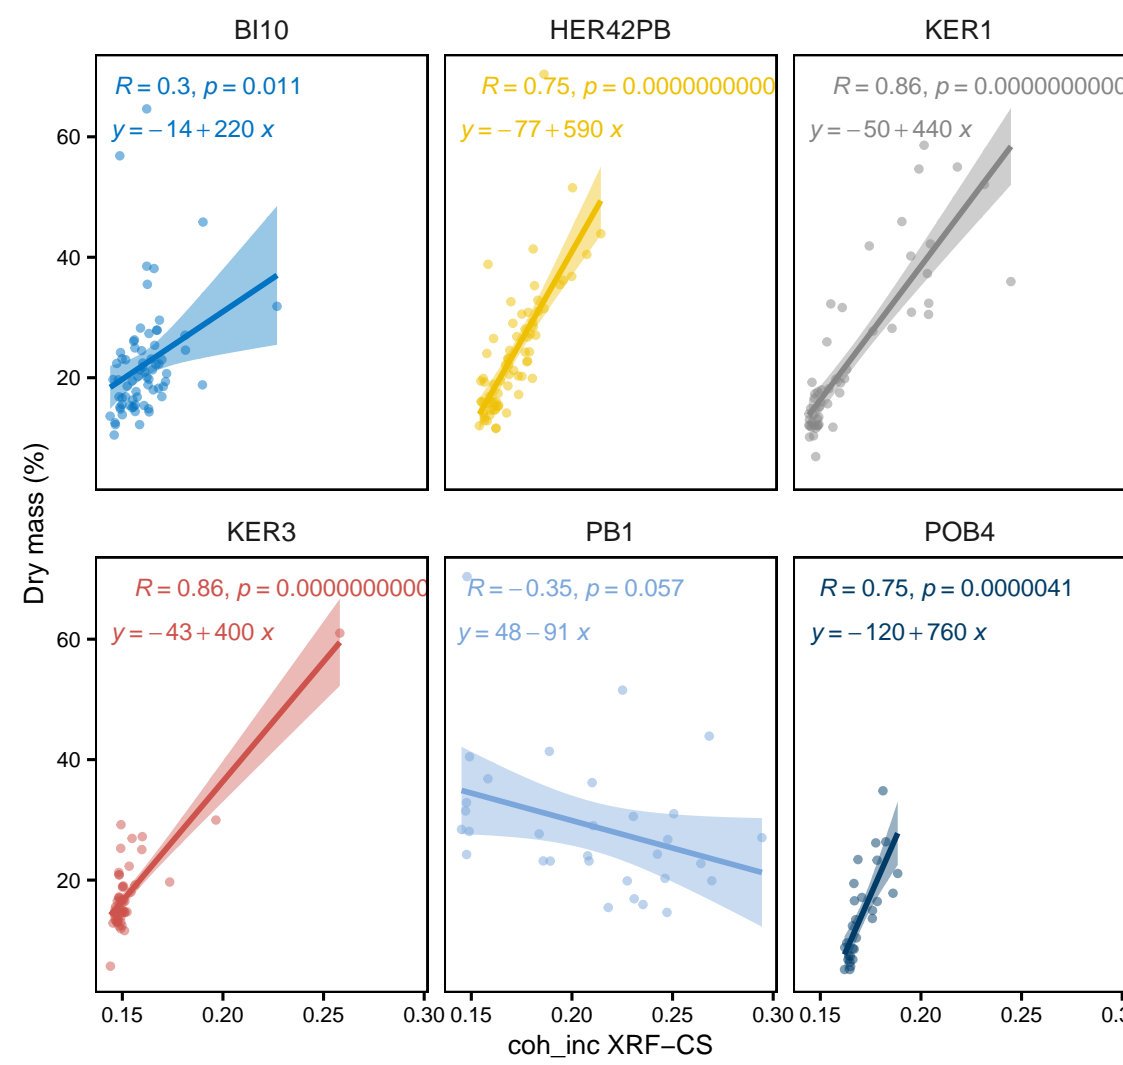 BI10 HER42PB KER1
R = 0.3, p = 0.011 R = 0.75, p = 0.0000000000 R = 0.86, p = 0.0000000000
y = −14 + 220 x y = −77 + 590 x y = −50 + 440 x
60
40
20
Dry mass (%)
KER3 PB1 POB4
R = 0.86, p = 0.0000000000 R = −0.35, p = 0.057 R = 0.75, p = 0.0000041
y = −43 + 400 x y = 48 − 91 x y = −120 + 760 x
60
40
20
0.15 0.20 0.25 0.30 0.15 0.20 0.25 0.30 0.15 0.20 0.25
coh_inc XRF−CS